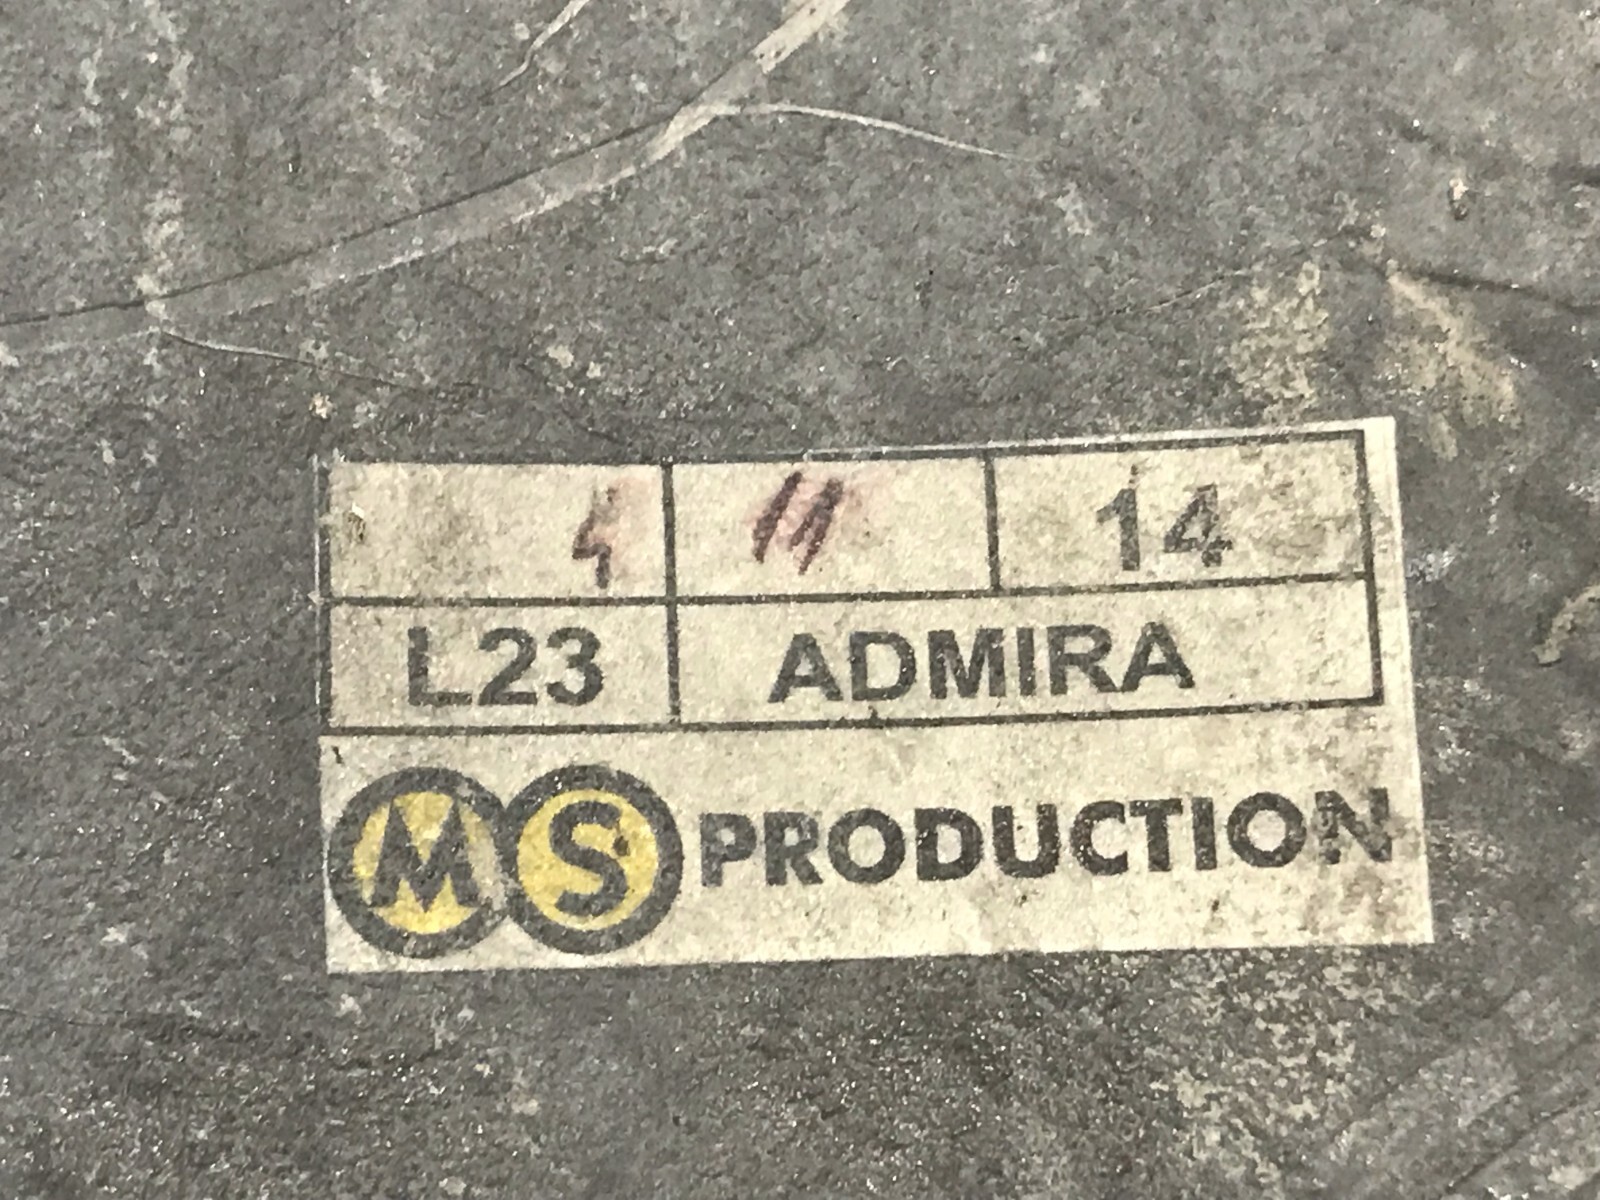 4 11 14
L23 ADMIRA
MS PRODUCTION